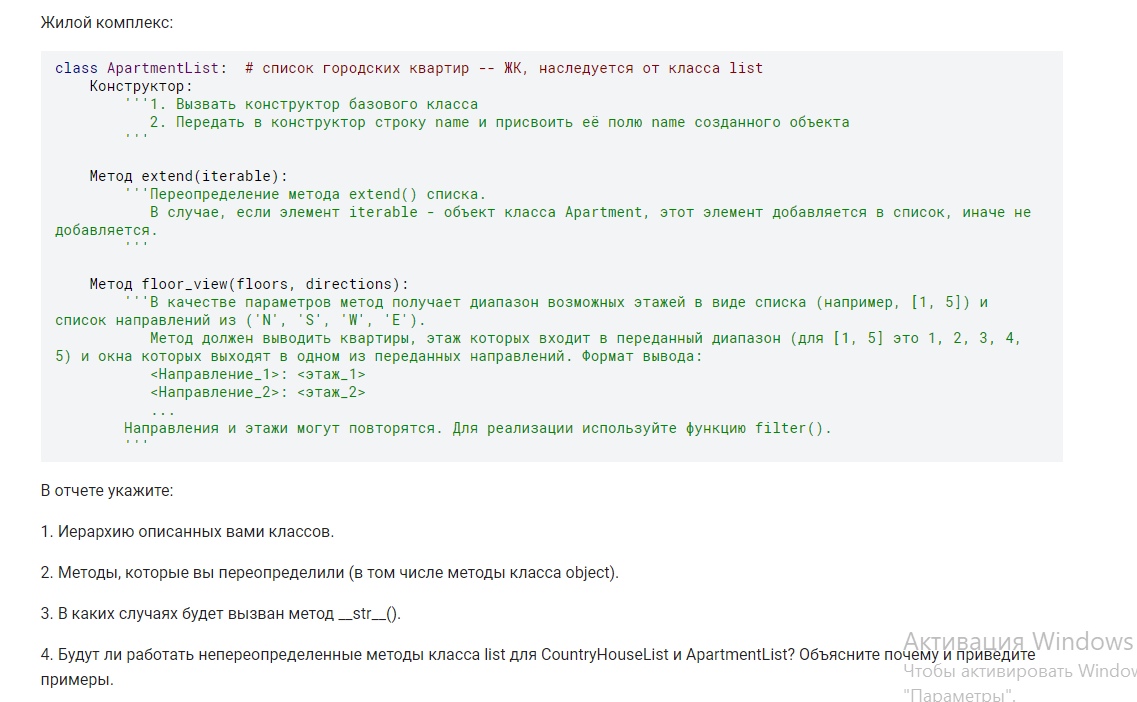 Жилой комплекс:
class ApartmentList:  # список городских квартир -- ЖК, наследуется от класса list
    Конструктор:
        '''1. Вызвать конструктор базового класса
           2. Передать в конструктор строку name и присвоить её полю name созданного объекта
        '''
    Метод extend(iterable):
        '''Переопределение метода extend() списка.
           В случае, если элемент iterable - объект класса Apartment, этот элемент добавляется в список, иначе не
добавляется.
        '''
    Метод floor_view(floors, directions):
        '''В качестве параметров метод получает диапазон возможных этажей в виде списка (например, [1, 5]) и
список направлений из ('N', 'S', 'W', 'E').
           Метод должен выводить квартиры, этаж которых входит в переданный диапазон (для [1, 5] это 1, 2, 3, 4,
5) и окна которых выходят в одном из переданных направлений. Формат вывода:
           <Направление_1>: <этаж_1>
           <Направление_2>: <этаж_2>
           ...
        Направления и этажи могут повторятся. Для реализации используйте функцию filter().
        '''
В отчете укажите:
1. Иерархию описанных вами классов.
2. Методы, которые вы переопределили (в том числе методы класса object).
3. В каких случаях будет вызван метод __str__().
4. Будут ли работать непереопределенные методы класса list для CountryHouseList и ApartmentList? Объясните почему и приведите
примеры.
Активация Windows
Чтобы активировать Window
"Параметры".